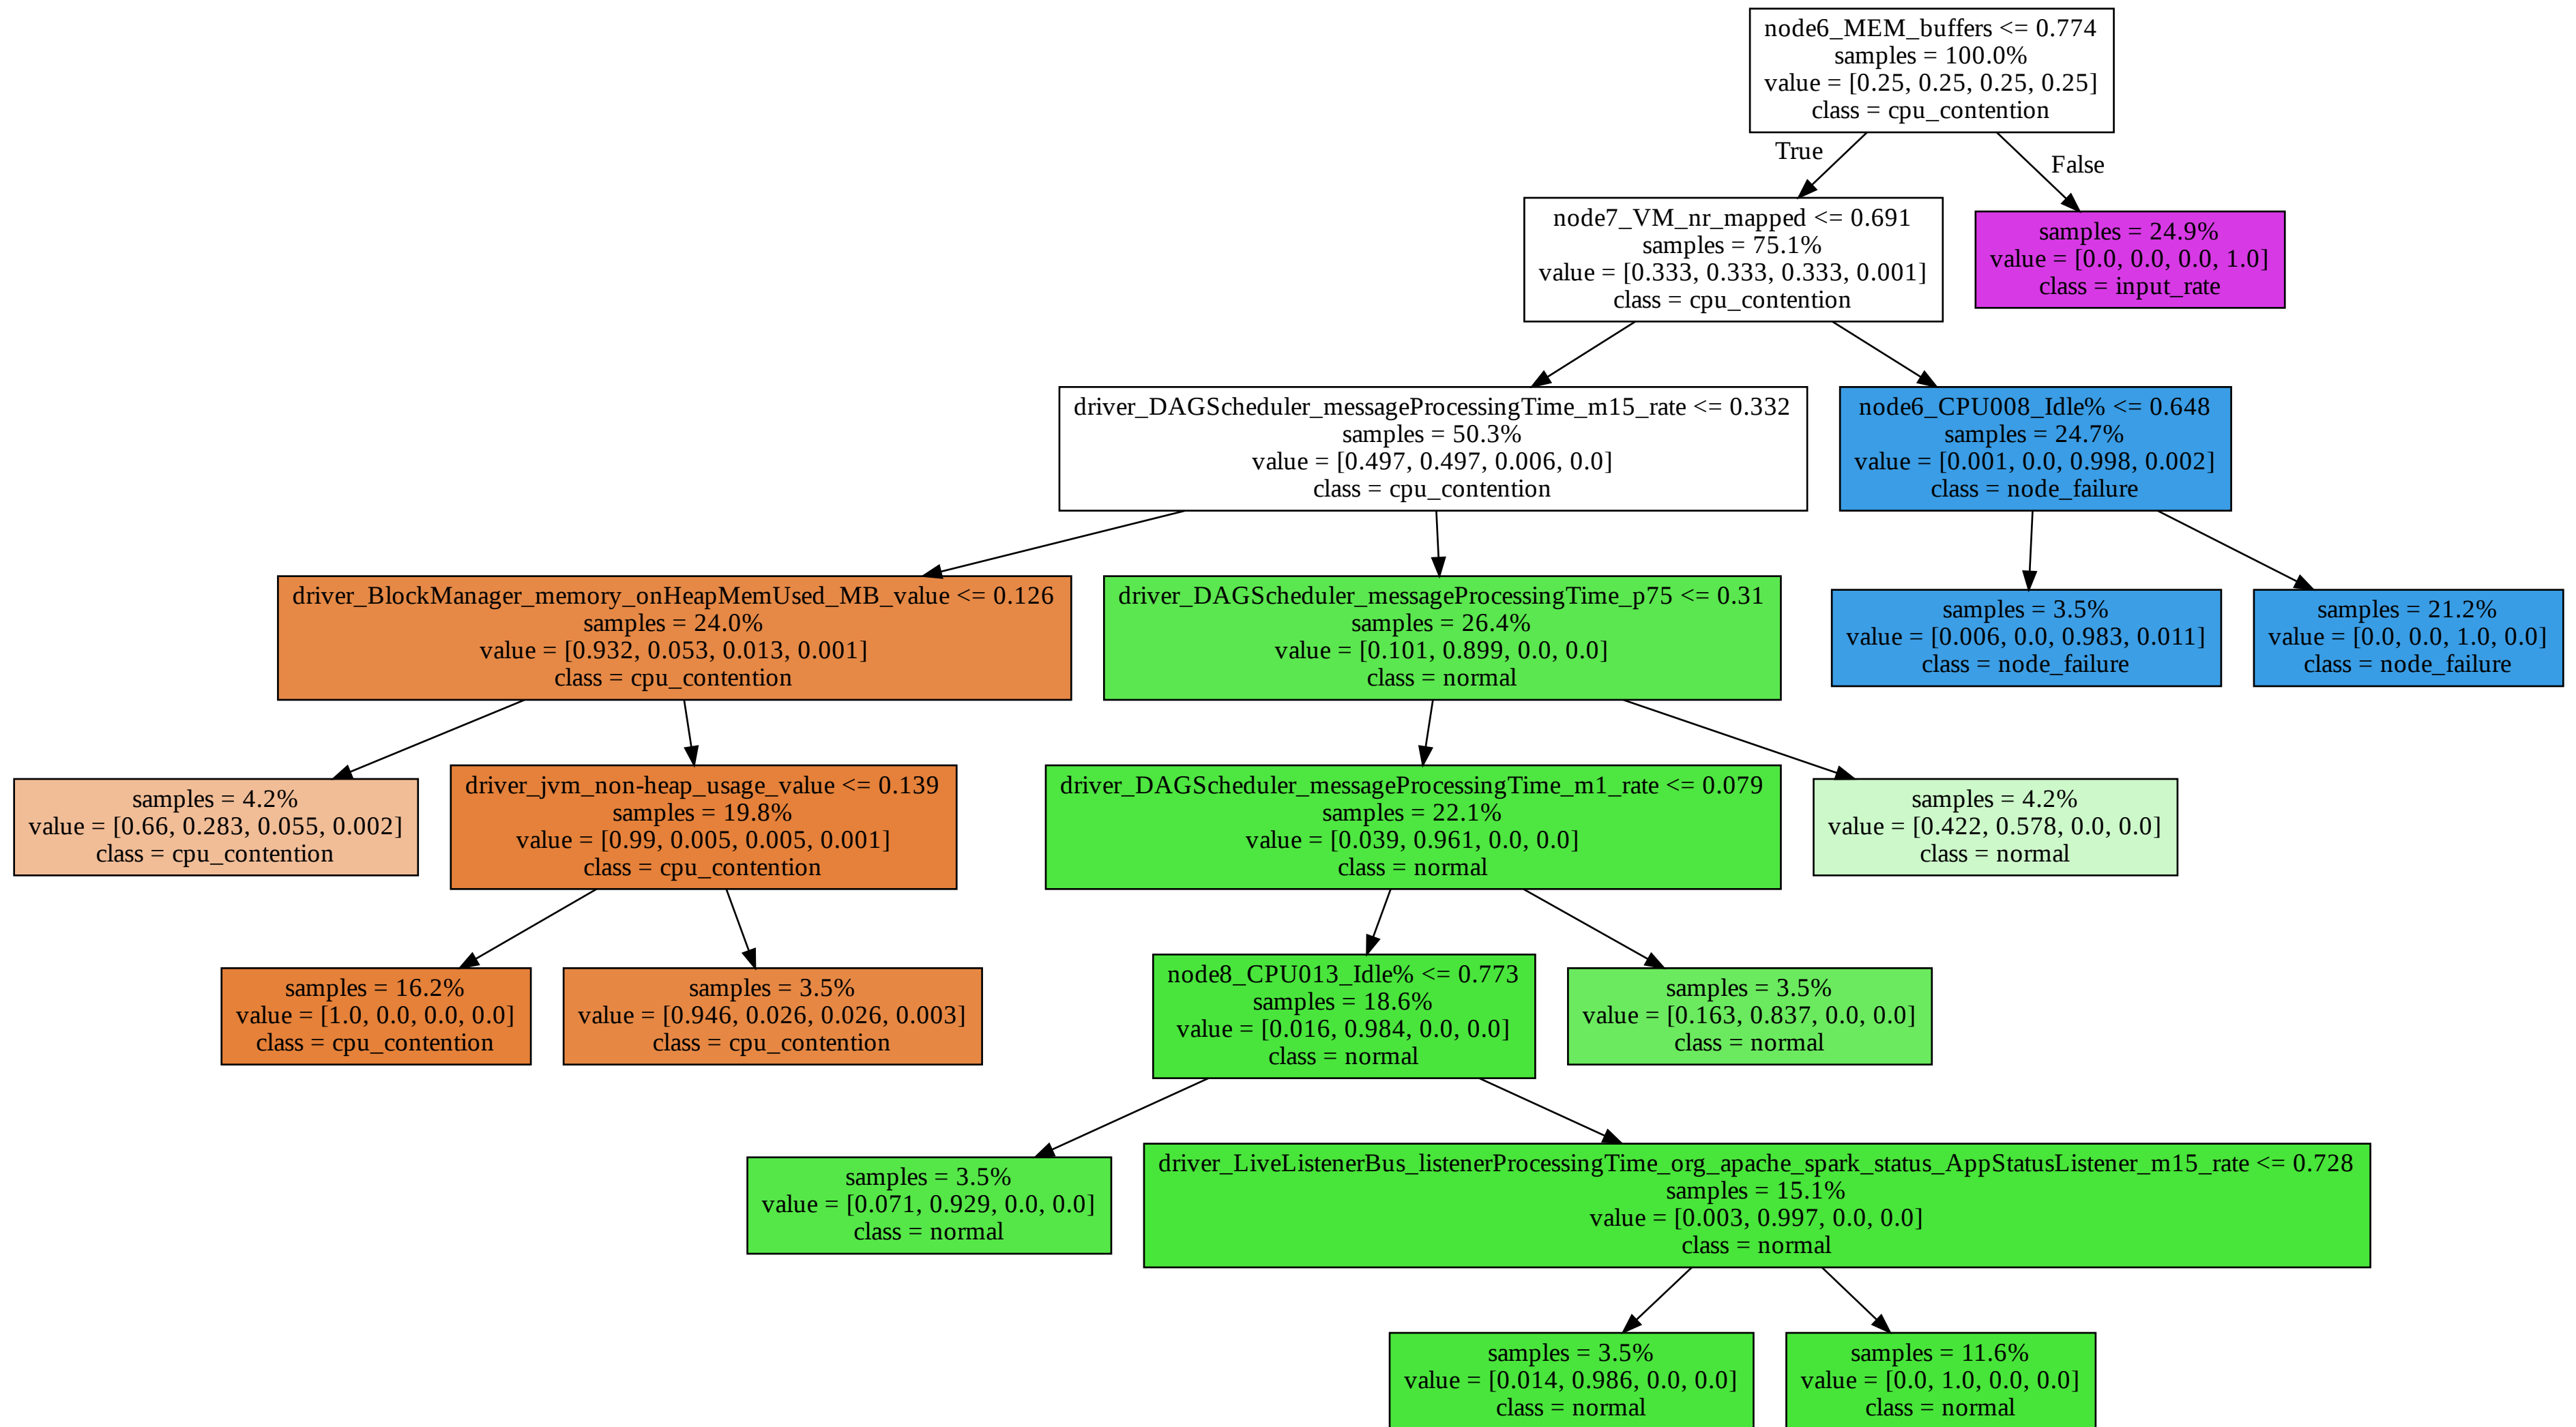 node6_MEM_buffers <= 0.774
samples = 100.0%
value = [0.25, 0.25, 0.25, 0.25]
class = cpu_contention
True
False
node7_VM_nr_mapped <= 0.691
samples = 75.1%
value = [0.333, 0.333, 0.333, 0.001]
class = cpu_contention
samples = 24.9%
value = [0.0, 0.0, 0.0, 1.0]
class = input_rate
driver_DAGScheduler_messageProcessingTime_m15_rate <= 0.332
samples = 50.3%
value = [0.497, 0.497, 0.006, 0.0]
class = cpu_contention
node6_CPU008_Idle% <= 0.648
samples = 24.7%
value = [0.001, 0.0, 0.998, 0.002]
class = node_failure
driver_BlockManager_memory_onHeapMemUsed_MB_value <= 0.126
samples = 24.0%
value = [0.932, 0.053, 0.013, 0.001]
class = cpu_contention
driver_DAGScheduler_messageProcessingTime_p75 <= 0.31
samples = 26.4%
value = [0.101, 0.899, 0.0, 0.0]
class = normal
samples = 3.5%
value = [0.006, 0.0, 0.983, 0.011]
class = node_failure
samples = 21.2%
value = [0.0, 0.0, 1.0, 0.0]
class = node_failure
samples = 4.2%
value = [0.66, 0.283, 0.055, 0.002]
class = cpu_contention
driver_jvm_non-heap_usage_value <= 0.139
samples = 19.8%
value = [0.99, 0.005, 0.005, 0.001]
class = cpu_contention
driver_DAGScheduler_messageProcessingTime_m1_rate <= 0.079
samples = 22.1%
value = [0.039, 0.961, 0.0, 0.0]
class = normal
samples = 4.2%
value = [0.422, 0.578, 0.0, 0.0]
class = normal
samples = 16.2%
value = [1.0, 0.0, 0.0, 0.0]
class = cpu_contention
samples = 3.5%
value = [0.946, 0.026, 0.026, 0.003]
class = cpu_contention
node8_CPU013_Idle% <= 0.773
samples = 18.6%
value = [0.016, 0.984, 0.0, 0.0]
class = normal
samples = 3.5%
value = [0.163, 0.837, 0.0, 0.0]
class = normal
samples = 3.5%
value = [0.071, 0.929, 0.0, 0.0]
class = normal
driver_LiveListenerBus_listenerProcessingTime_org_apache_spark_status_AppStatusListener_m15_rate <= 0.728
samples = 15.1%
value = [0.003, 0.997, 0.0, 0.0]
class = normal
samples = 3.5%
value = [0.014, 0.986, 0.0, 0.0]
class = normal
samples = 11.6%
value = [0.0, 1.0, 0.0, 0.0]
class = normal